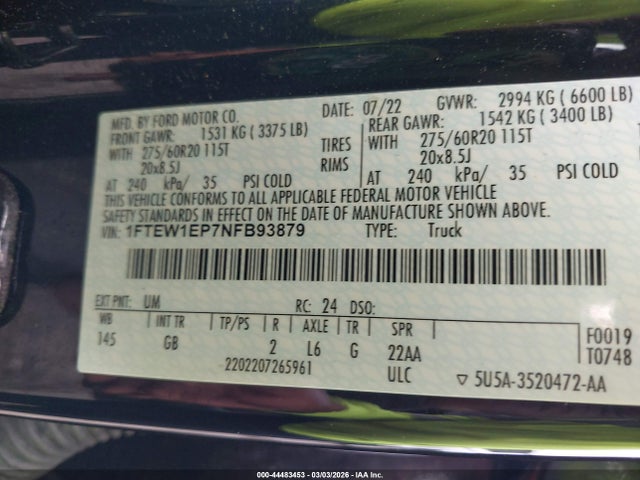 MFD. BY FORD MOTOR CO. DATE: 07/22 GVWR: 2994 KG ( 6600 LB)
FRONT GAWR: 1531 KG ( 3375 LB) REAR GAWR: 1542 KG ( 3400 LB)
WITH 275/60R20 115T TIRES WITH 275/60R20 115T
20x8.5J RIMS 20x8.5J
AT 240 kPa/ 35 PSI COLD AT 240 kPa/ 35 PSI COLD
THIS VEHICLE CONFORMS TO ALL APPLICABLE FEDERAL MOTOR VEHICLE
SAFETY STANDARDS IN EFFECT ON THE DATE OF MANUFACTURE SHOWN ABOVE.
VIN: 1FTEW1EP7NFB93879 TYPE: Truck
EXT PNT: UM RC: 24 DSO:
WB INT TR TP/PS R AXLE TR SPR F0019
145 GB 2 L6 G 22AA T0748
2202207265961 ULC ▽ 5U5A-3520472-AA
000-44483453 | 03/03/2026 - IAA Inc.